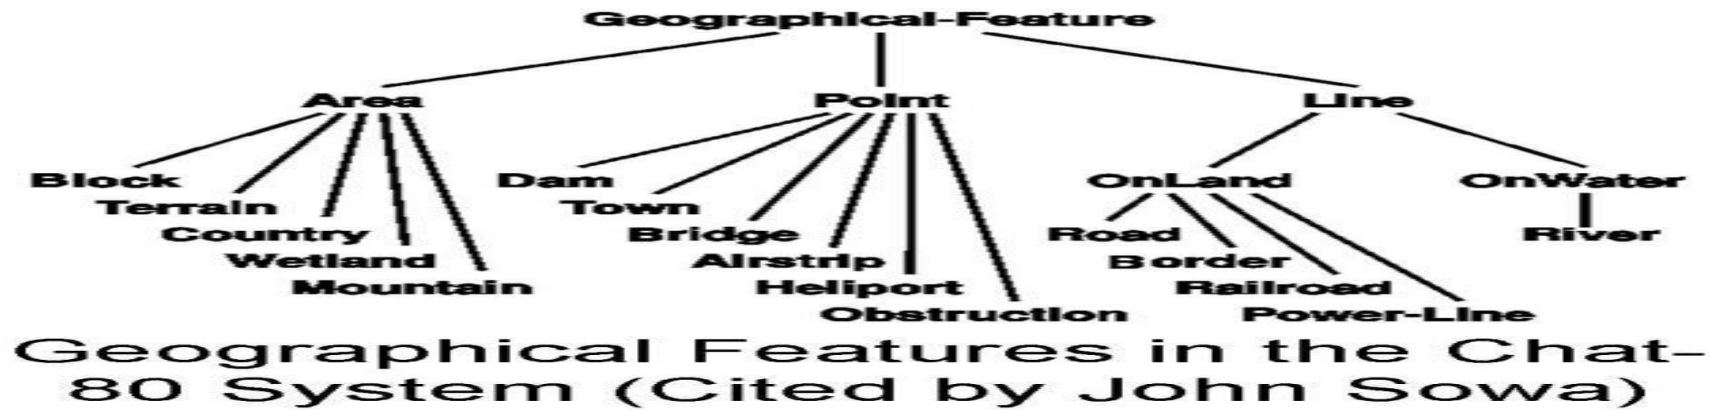 Geographical-Feature
Area Point Line
Block Dam OnLand OnWater
Terrain Town
Country Bridge Road River
Wetland Airstrip Border
Mountain Heliport Railroad
Obstruction Power-Line
Geographical Features in the Chat-
80 System (Cited by John Sowa)